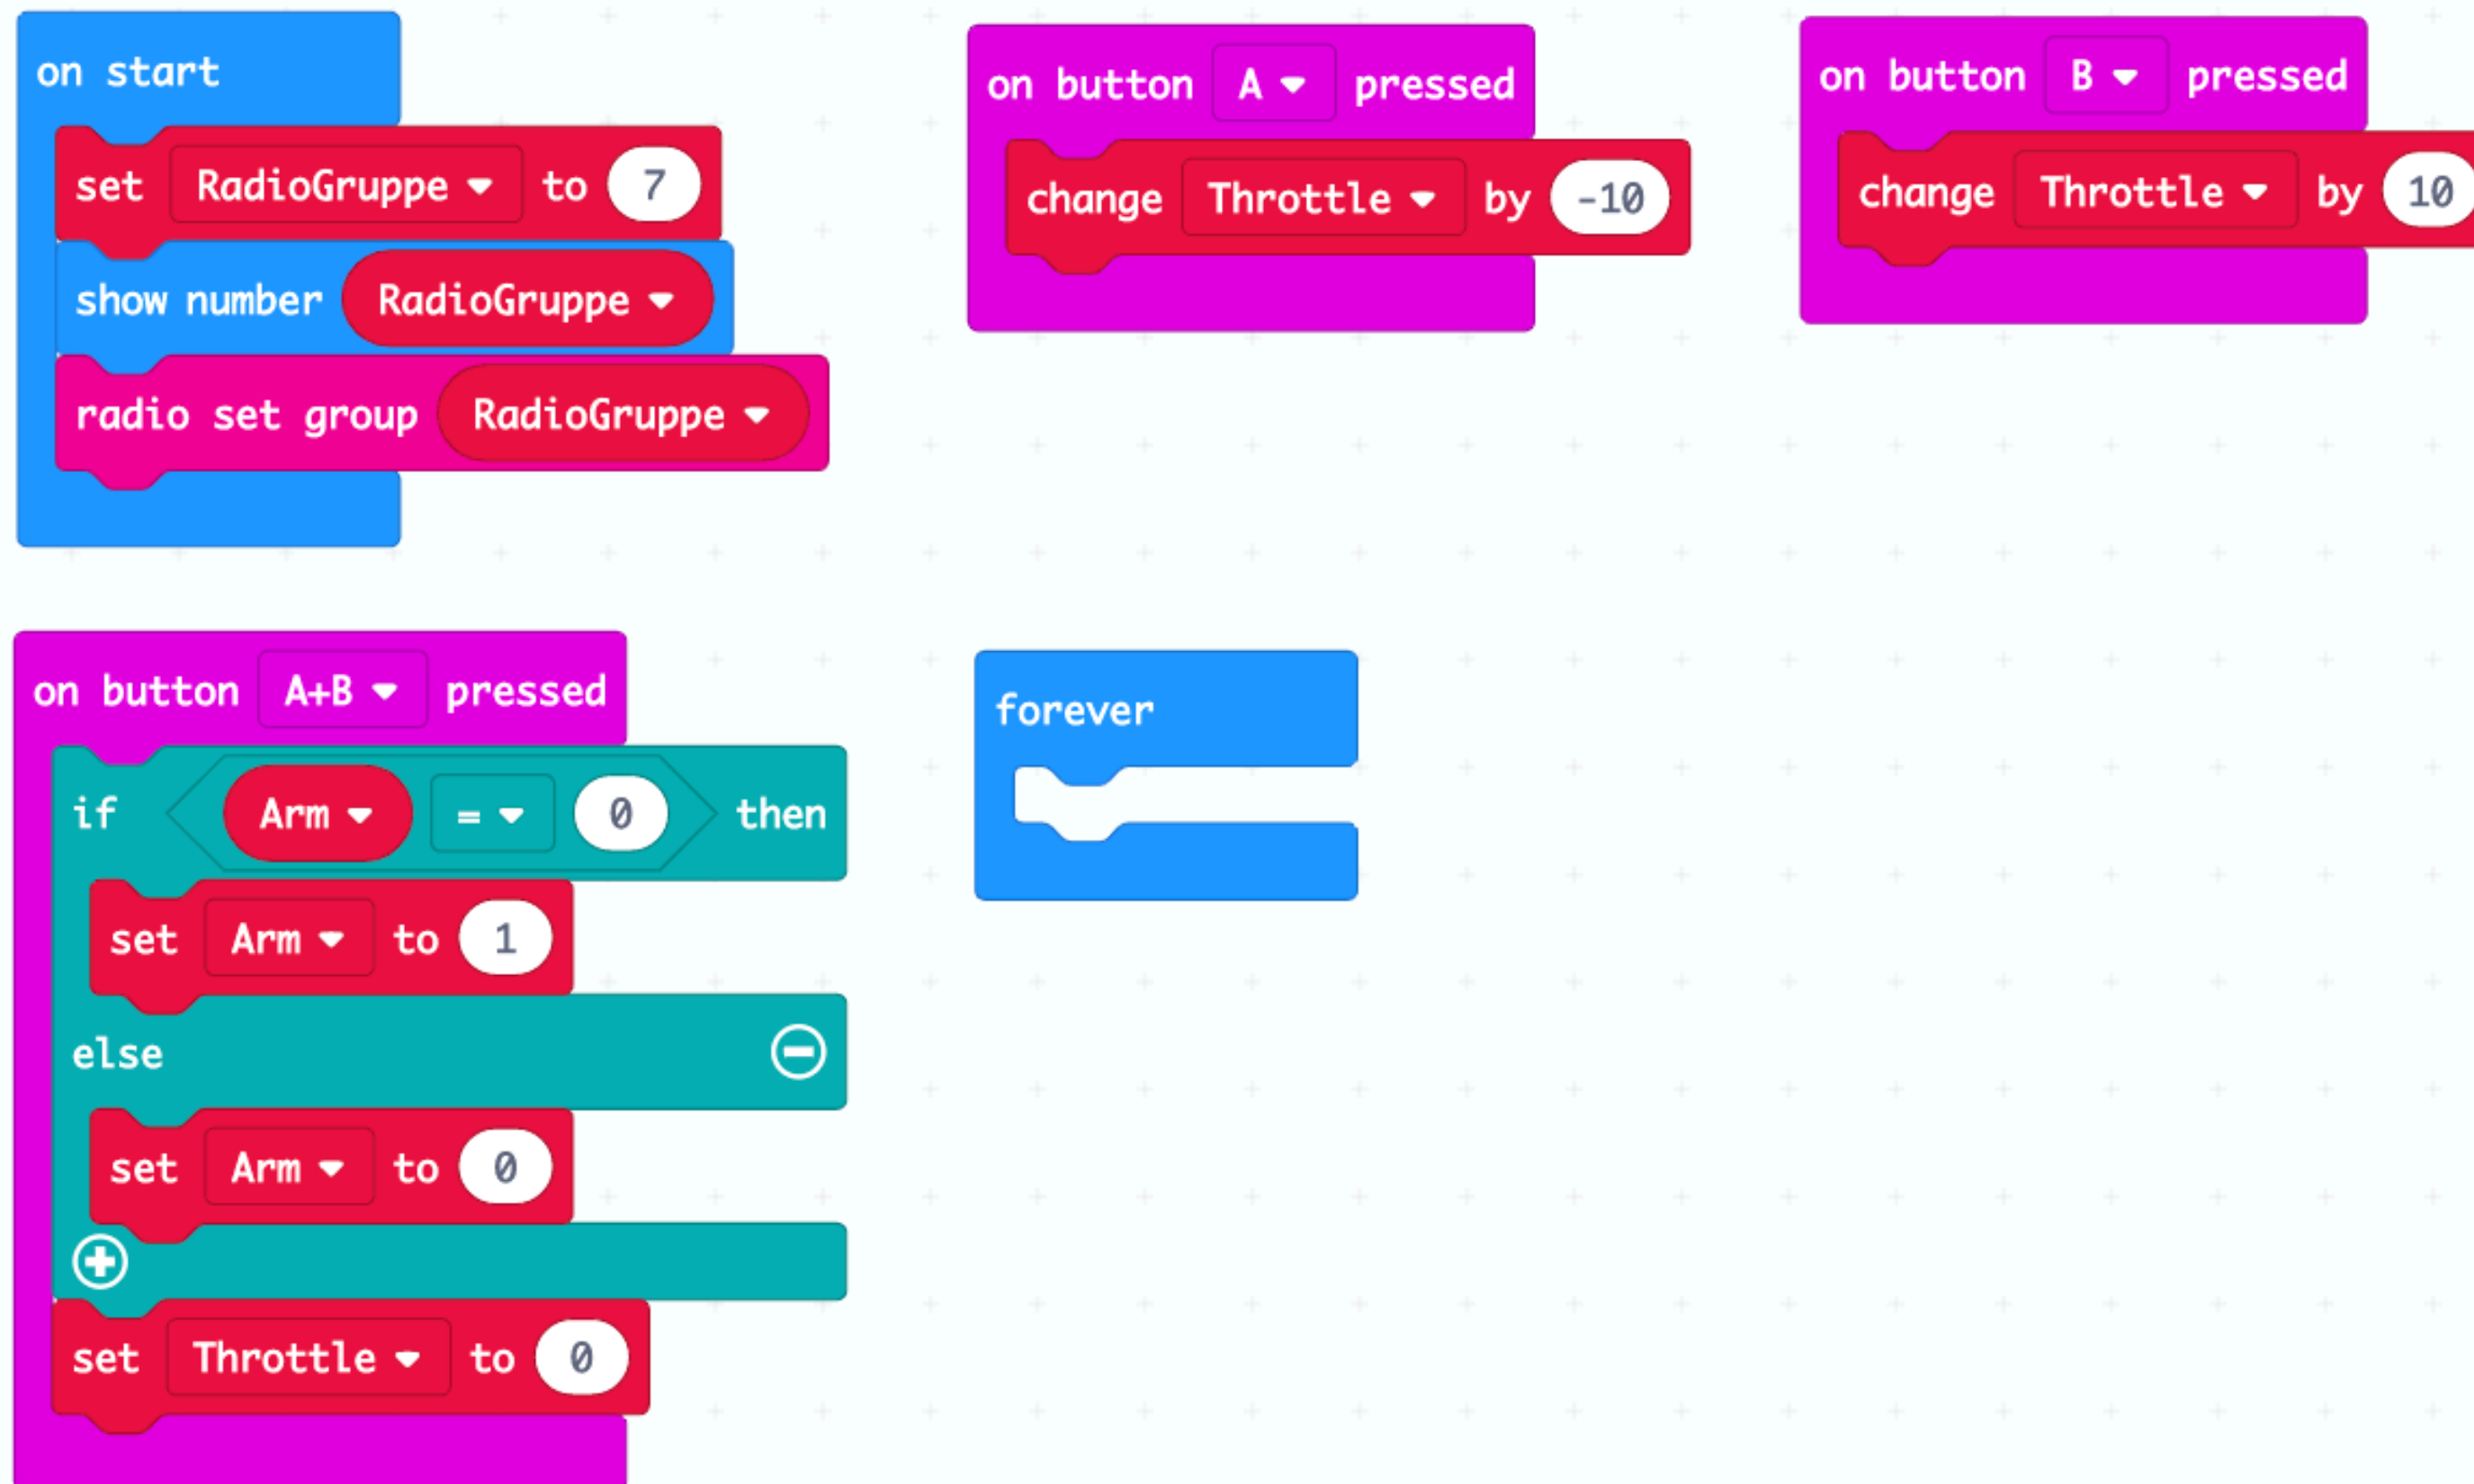 on start
set RadioGruppe to 7
show number RadioGruppe
radio set group RadioGruppe
on button A pressed
change Throttle by -10
on button B pressed
change Throttle by 10
on button A+B pressed
if Arm = 0 then
set Arm to 1
else
set Arm to 0
set Throttle to 0
forever